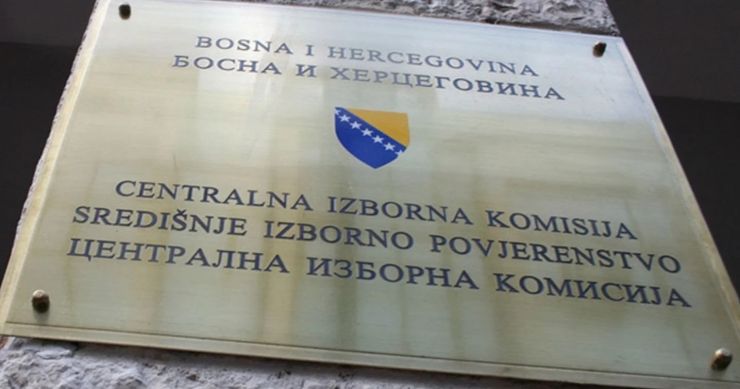 BOSNA I HERCEGOVINA
БОСНА И ХЕРЦЕГОВИНА
CENTRALNA IZBORNA KOMISIJA
SREDIŠNJE IZBORNO POVJERENSTVO
ЦЕНТРАЛНА ИЗБОРНА КОМИСИЈА